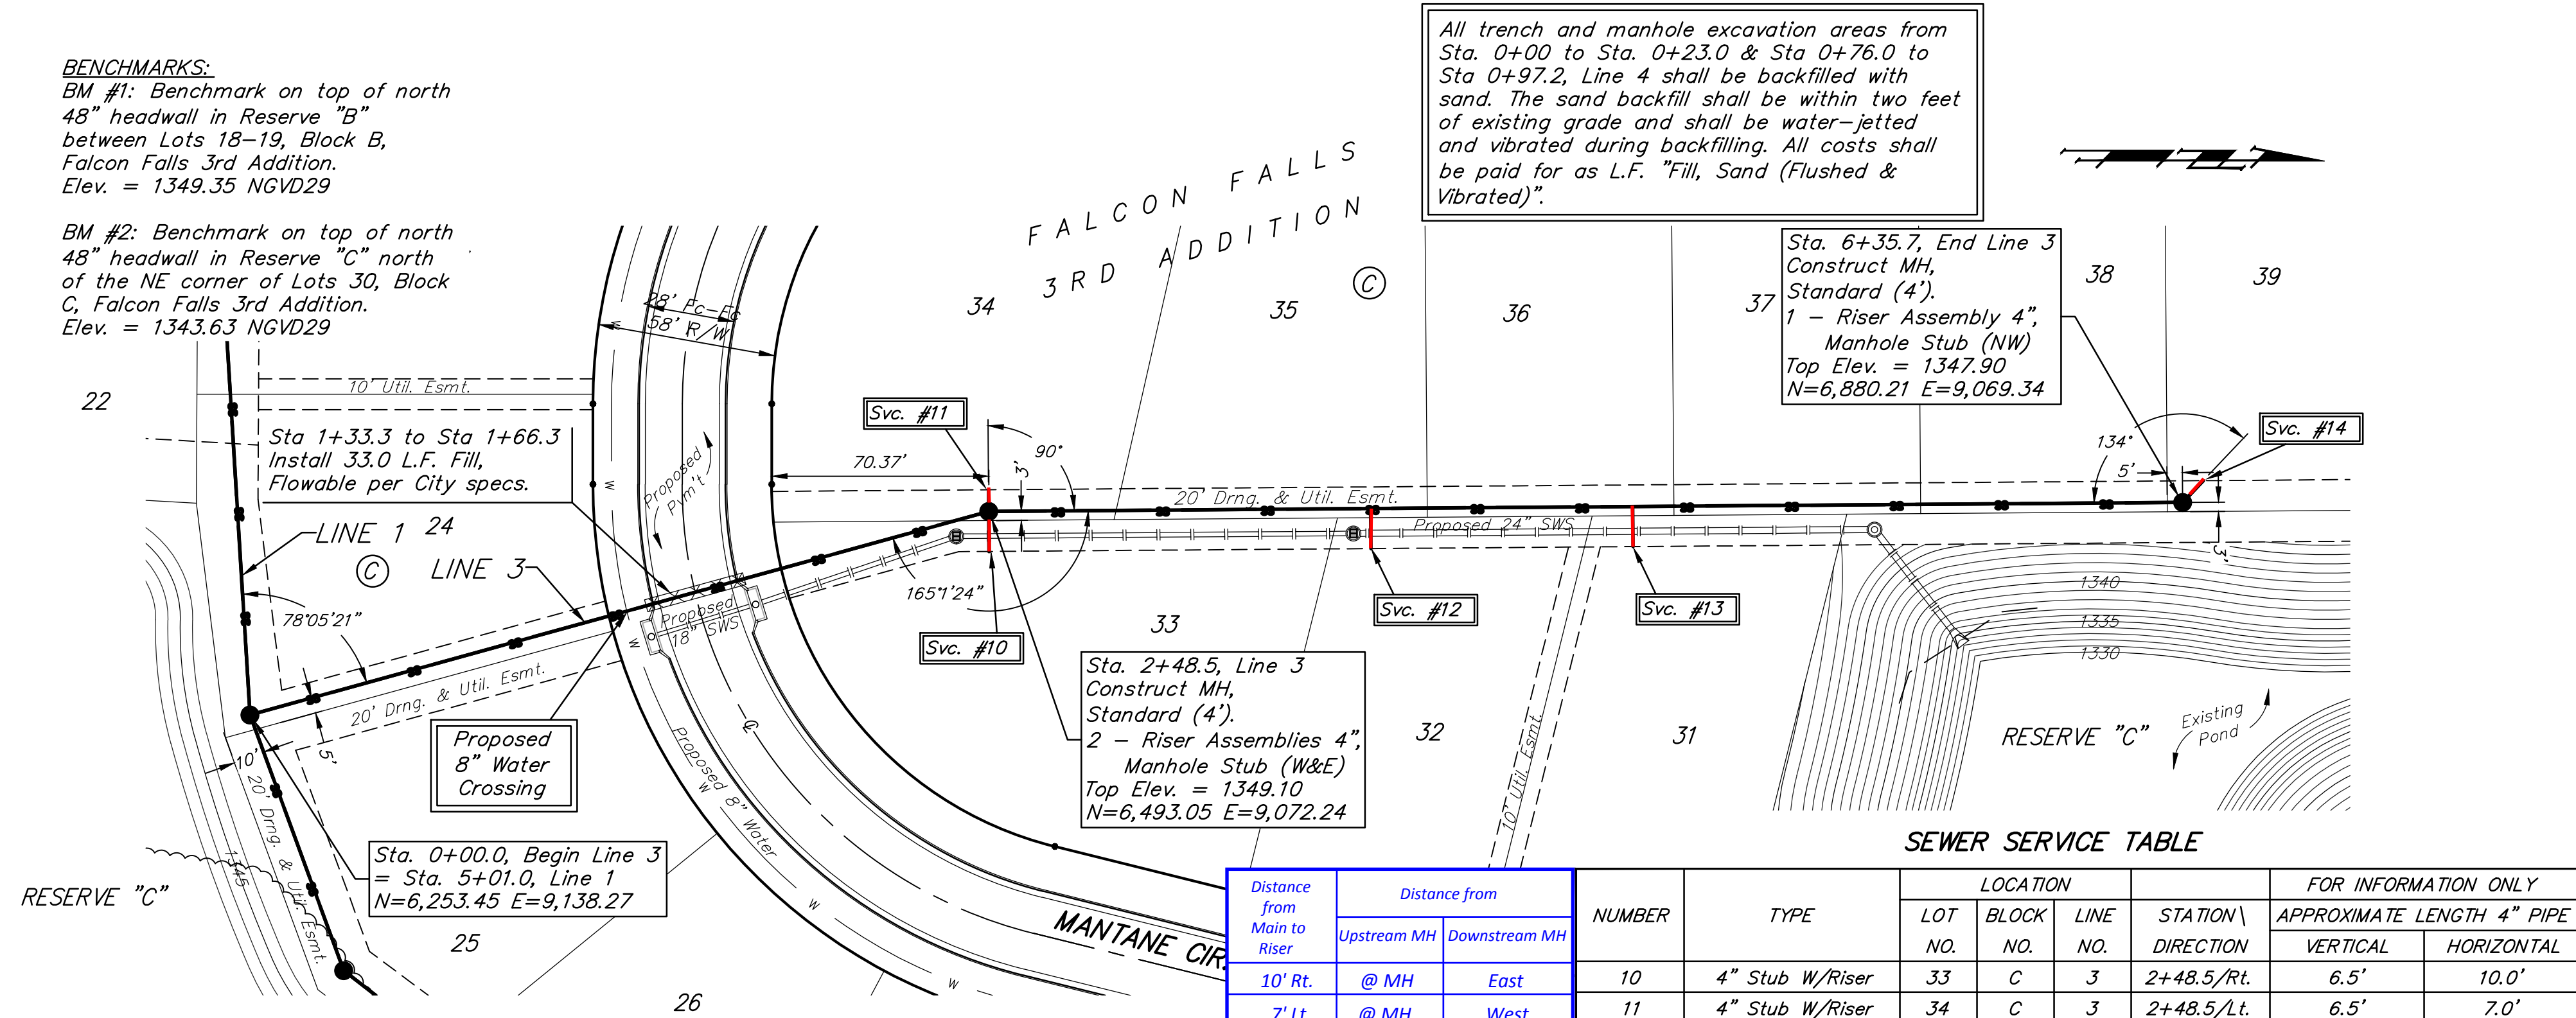 BENCHMARKS:
BM #1: Benchmark on top of north
48" headwall in Reserve "B"
between Lots 18-19, Block B,
Falcon Falls 3rd Addition.
Elev. = 1349.35 NGVD29
BM #2: Benchmark on top of north
48" headwall in Reserve "C" north
of the NE corner of Lots 30, Block
C, Falcon Falls 3rd Addition.
Elev. = 1343.63 NGVD29
All trench and manhole excavation areas from
Sta. 0+00 to Sta. 0+23.0 & Sta 0+76.0 to
Sta 0+97.2, Line 4 shall be backfilled with
sand. The sand backfill shall be within two feet
of existing grade and shall be water-jetted
and vibrated during backfilling. All costs shall
be paid for as L.F. "Fill, Sand (Flushed &
Vibrated)".
FALCON FALLS
3RD ADDITION
C
34
35
36
37
38
39
Sta. 6+35.7, End Line 3
Construct MH,
Standard (4').
1 - Riser Assembly 4",
Manhole Stub (NW)
Top Elev. = 1347.90
N=6,880.21 E=9,069.34
28' Fc-Fc
58' R/W
22
10' Util. Esmt.
Sta 1+33.3 to Sta 1+66.3
Install 33.0 L.F. Fill,
Flowable per City specs.
Proposed
Pvm't
Svc. #11
70.37'
90°
3'
20' Drng. & Util. Esmt.
Proposed 24" SWS
134°
5'
Svc. #14
3'
LINE 1
24
C
LINE 3
78°05'21"
165°1'24"
Proposed
18" SWS
Svc. #10
33
Svc. #12
Svc. #13
1340
1335
1330
20' Drng. & Util. Esmt.
5'
10'
20' Drng. & Util. Esmt.
1345
Proposed
8" Water
Crossing
Proposed 8" Water
W
W
W
W
W
W
W
Sta. 2+48.5, Line 3
Construct MH,
Standard (4').
2 - Riser Assemblies 4",
Manhole Stub (W&E)
Top Elev. = 1349.10
N=6,493.05 E=9,072.24
32
10' Util. Esmt.
31
RESERVE "C"
Existing
Pond
Sta. 0+00.0, Begin Line 3
= Sta. 5+01.0, Line 1
N=6,253.45 E=9,138.27
RESERVE "C"
25
26
MANTANE CIR.
SEWER SERVICE TABLE
Distance from Main to Riser | Distance from | NUMBER | TYPE | LOCATION | STATION\ DIRECTION | FOR INFORMATION ONLY
Upstream MH | Downstream MH | LOT NO. | BLOCK NO. | LINE NO. | APPROXIMATE LENGTH 4" PIPE
VERTICAL | HORIZONTAL
10' Rt. | @ MH | East | 10 | 4" Stub W/Riser | 33 | C | 3 | 2+48.5/Rt. | 6.5' | 10.0'
7' Lt. | @ MH | West | 11 | 4" Stub W/Riser | 34 | C | 3 | 2+48.5/Lt. | 6.5' | 7.0'